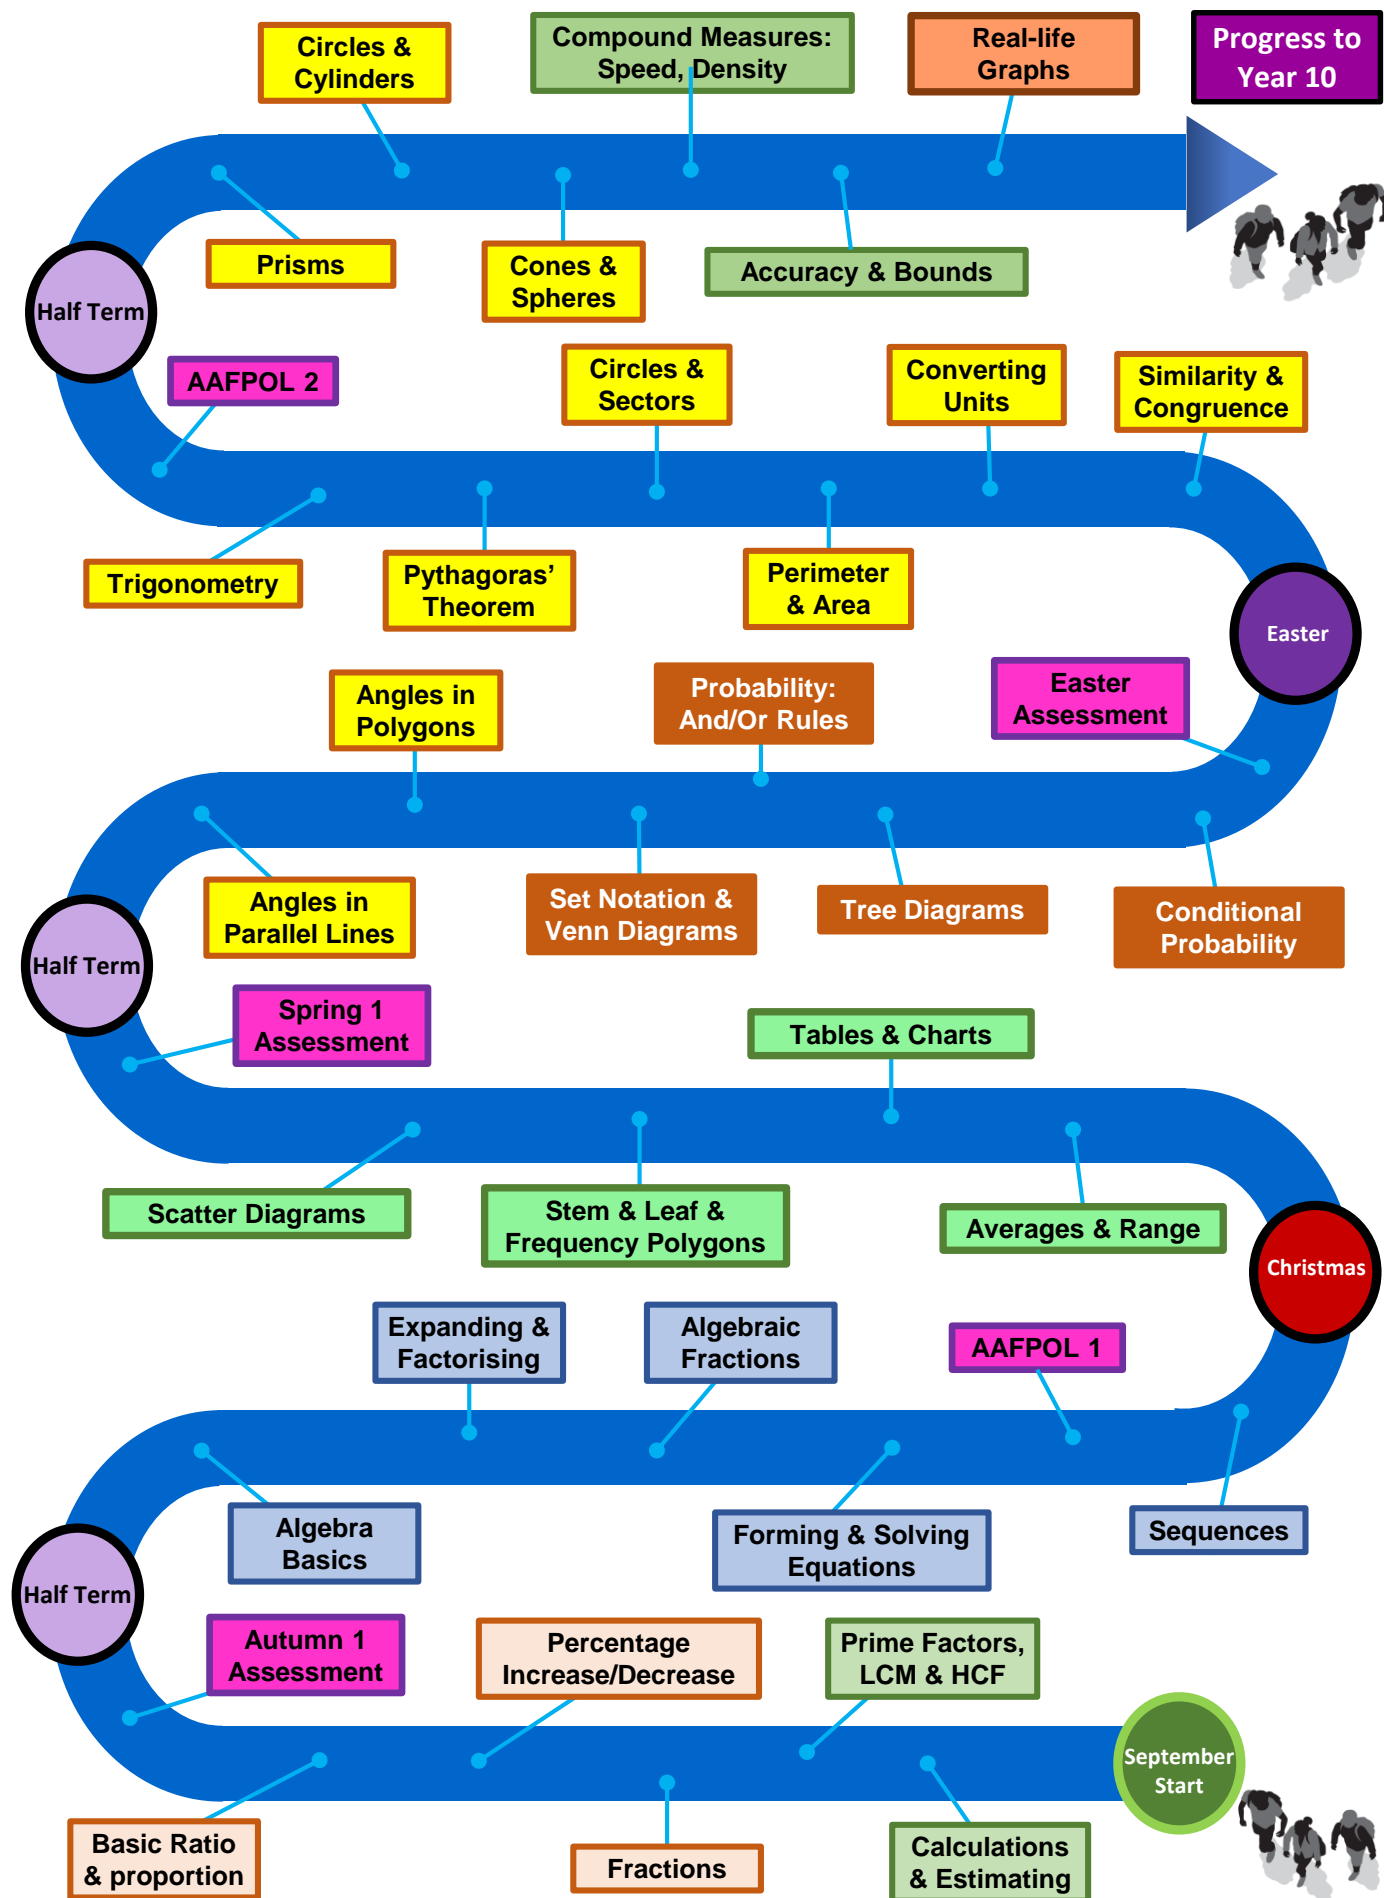 Circles &
Cylinders
Compound Measures:
Speed, Density
Real-life
Graphs
Progress to
Year 10
Prisms
Cones &
Spheres
Accuracy & Bounds
Half Term
AAFPOL 2
Circles &
Sectors
Converting
Units
Similarity &
Congruence
Trigonometry
Pythagoras’
Theorem
Perimeter
& Area
Easter
Angles in
Polygons
Probability:
And/Or Rules
Easter
Assessment
Angles in
Parallel Lines
Set Notation &
Venn Diagrams
Tree Diagrams
Conditional
Probability
Half Term
Spring 1
Assessment
Tables & Charts
Scatter Diagrams
Stem & Leaf &
Frequency Polygons
Averages & Range
Christmas
Expanding &
Factorising
Algebraic
Fractions
AAFPOL 1
Algebra
Basics
Forming & Solving
Equations
Sequences
Half Term
Autumn 1
Assessment
Percentage
Increase/Decrease
Prime Factors,
LCM & HCF
September
Start
Basic Ratio
& proportion
Fractions
Calculations
& Estimating